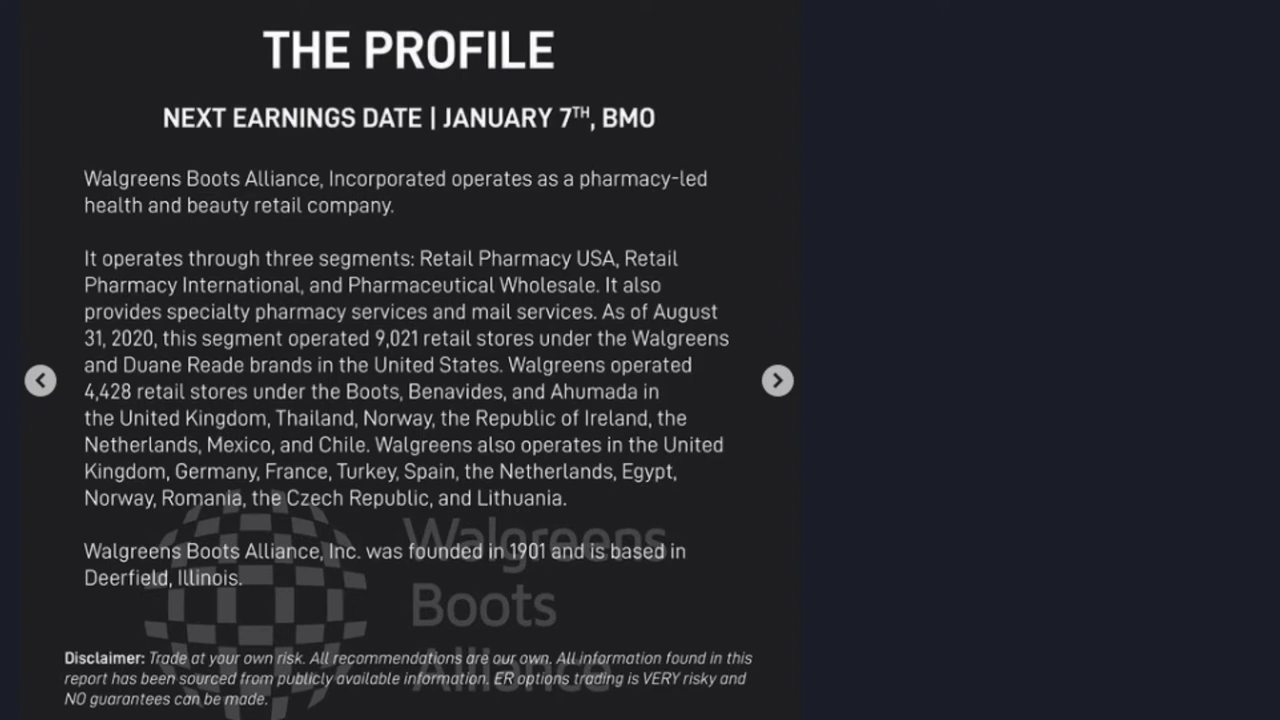 THE PROFILE
NEXT EARNINGS DATE | JANUARY 7TH, BMO
Walgreens Boots Alliance, Incorporated operates as a pharmacy-led
health and beauty retail company.
It operates through three segments: Retail Pharmacy USA, Retail
Pharmacy International, and Pharmaceutical Wholesale. It also
provides specialty pharmacy services and mail services. As of August
31, 2020, this segment operated 9,021 retail stores under the Walgreens
and Duane Reade brands in the United States. Walgreens operated
4,428 retail stores under the Boots, Benavides, and Ahumada in
the United Kingdom, Thailand, Norway, the Republic of Ireland, the
Netherlands, Mexico, and Chile. Walgreens also operates in the United
Kingdom, Germany, France, Turkey, Spain, the Netherlands, Egypt,
Norway, Romania, the Czech Republic, and Lithuania.
Walgreens Boots Alliance, Inc. was founded in 1901 and is based in
Deerfield, Illinois.
Walgreens
Boots
Alliance
Disclaimer: Trade at your own risk. All recommendations are our own. All information found in this
report has been sourced from publicly available information. ER options trading is VERY risky and
NO guarantees can be made.